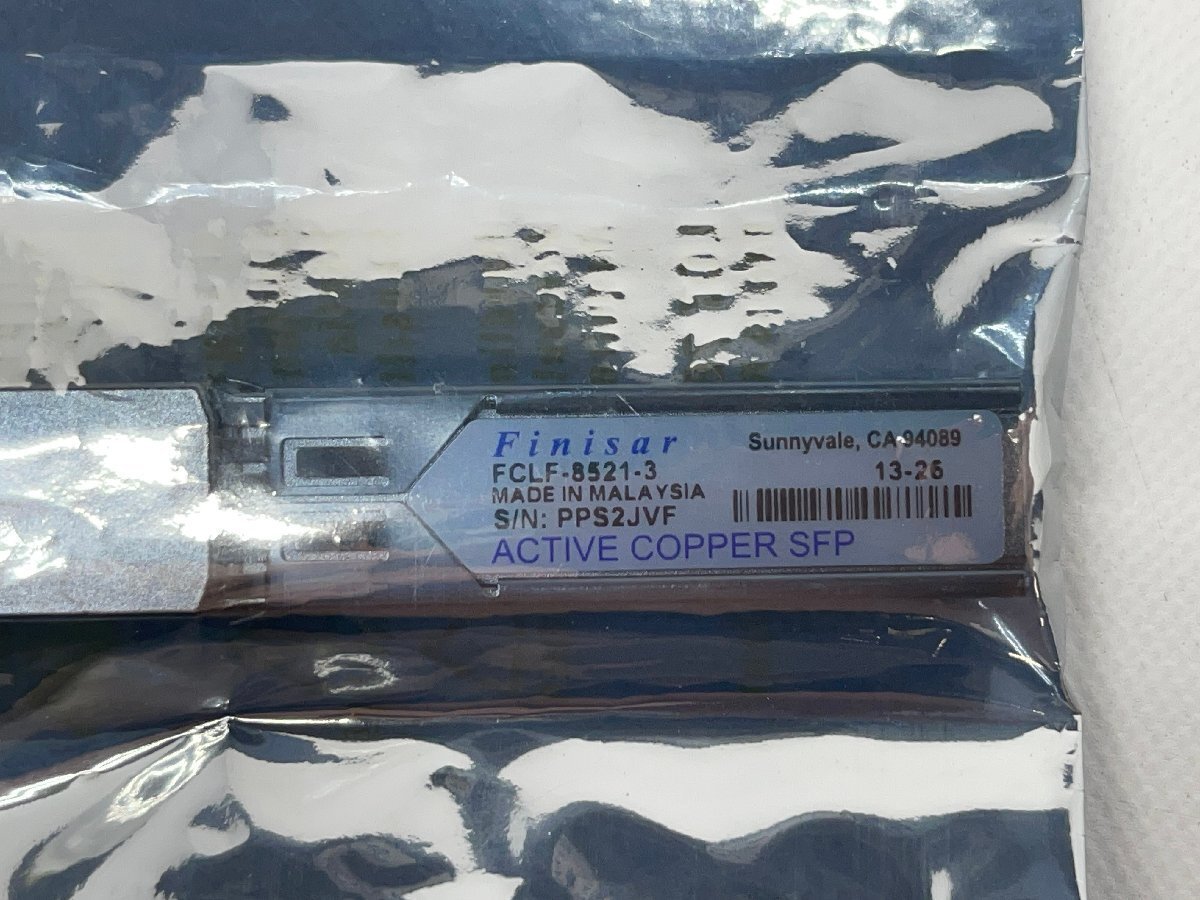 Finisar Sunnyvale, CA 94089
FCLF-8521-3 13-26
MADE IN MALAYSIA
S/N: PPS2JVF
ACTIVE COPPER SFP